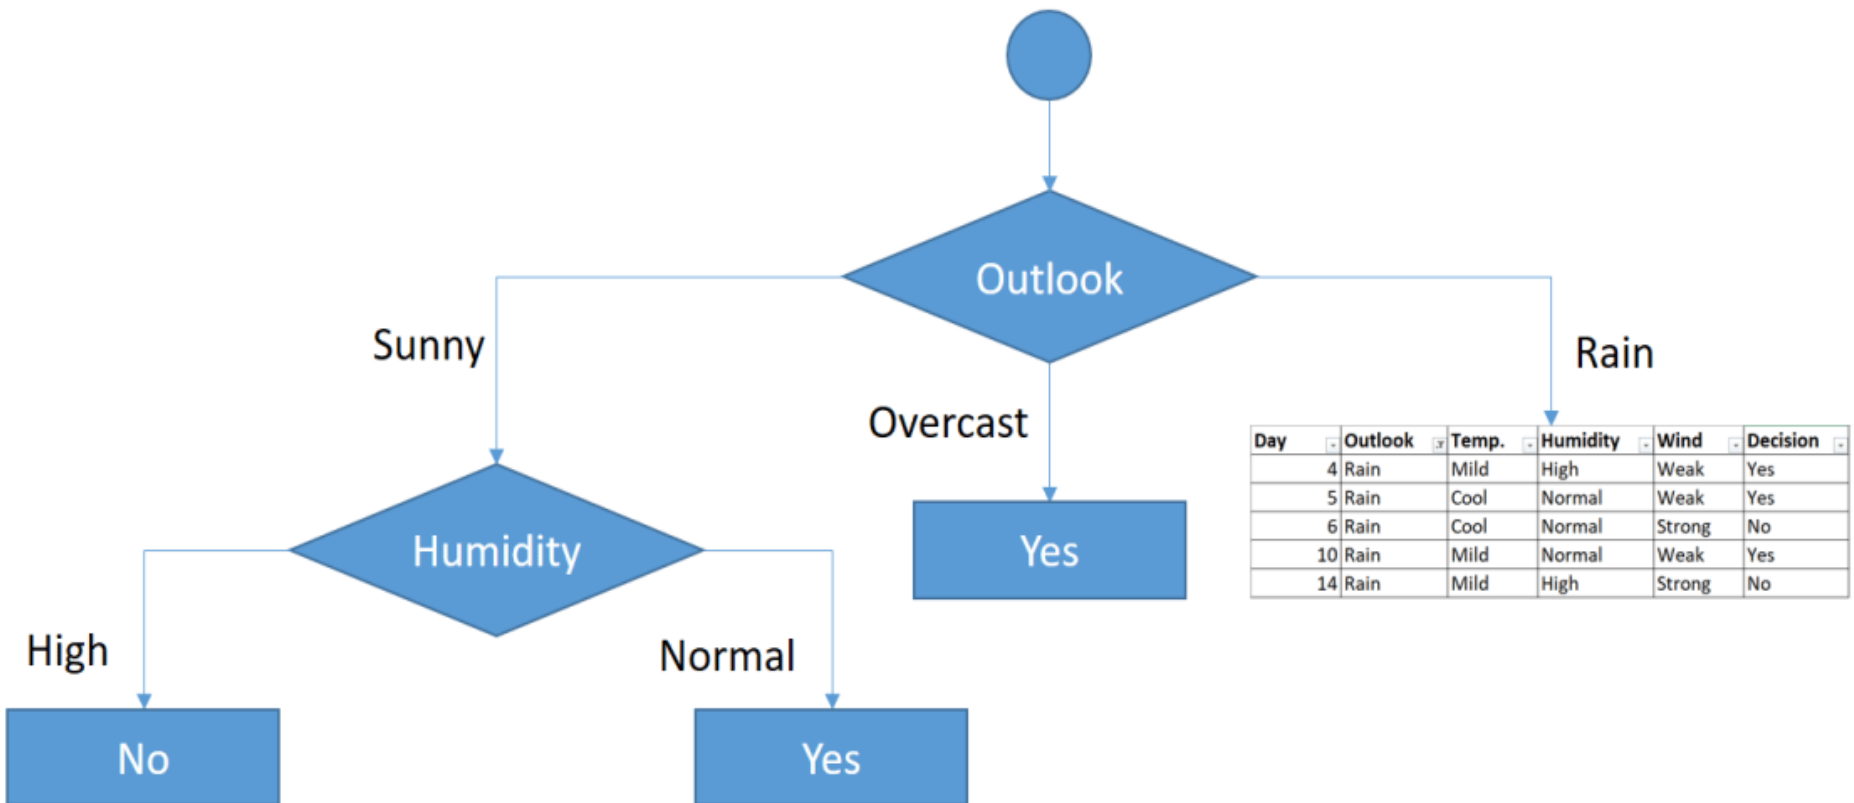 Outlook
Sunny
Rain
Overcast
Day Outlook Temp. Humidity Wind Decision
4 Rain Mild High Weak Yes
5 Rain Cool Normal Weak Yes
6 Rain Cool Normal Strong No
10 Rain Mild Normal Weak Yes
14 Rain Mild High Strong No
Humidity
Yes
High
Normal
No
Yes